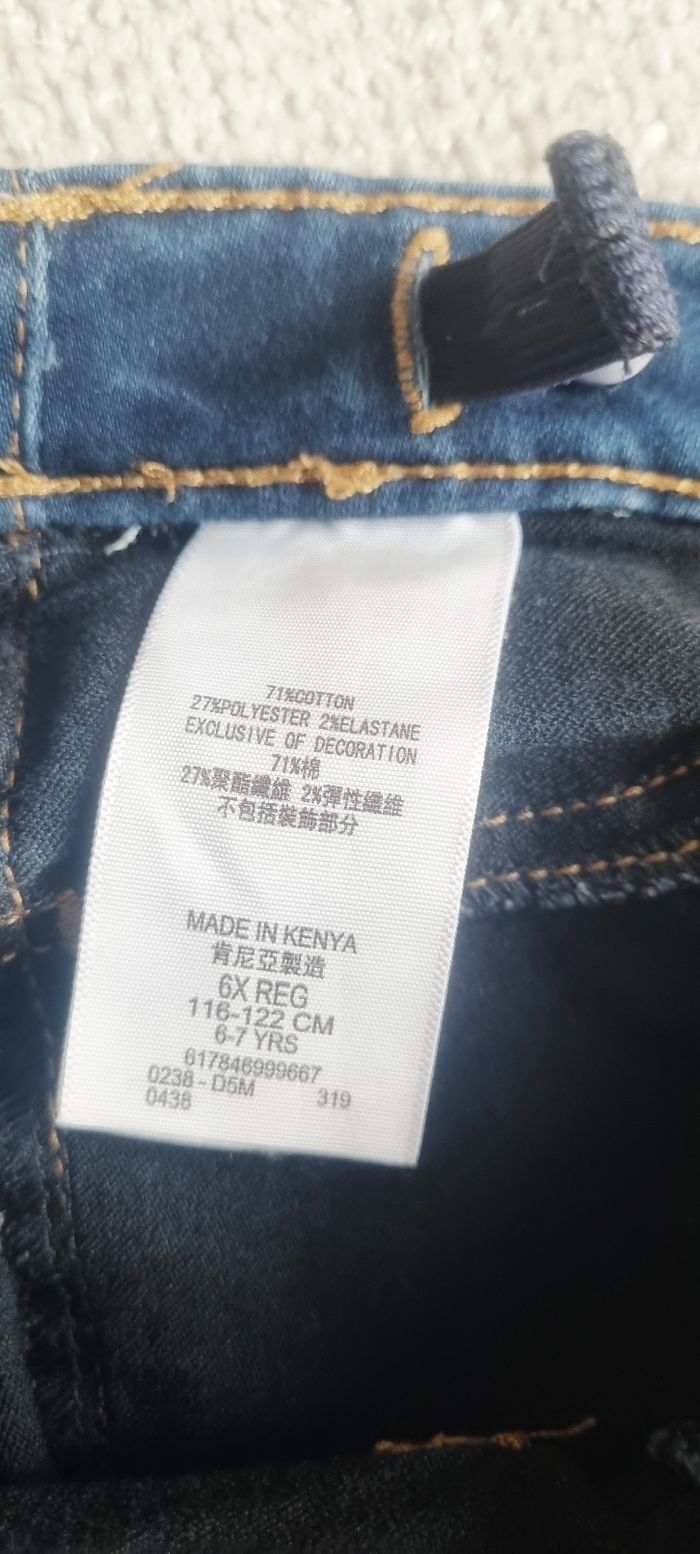 71%COTTON
27%POLYESTER 2%ELASTANE
EXCLUSIVE OF DECORATION
71%棉
27%聚酯纖維 2%彈性纖維
不包括裝飾部分
MADE IN KENYA
肯尼亞製造
6X REG
116-122 CM
6-7 YRS
617846999667
0238 - D5M 319
0438